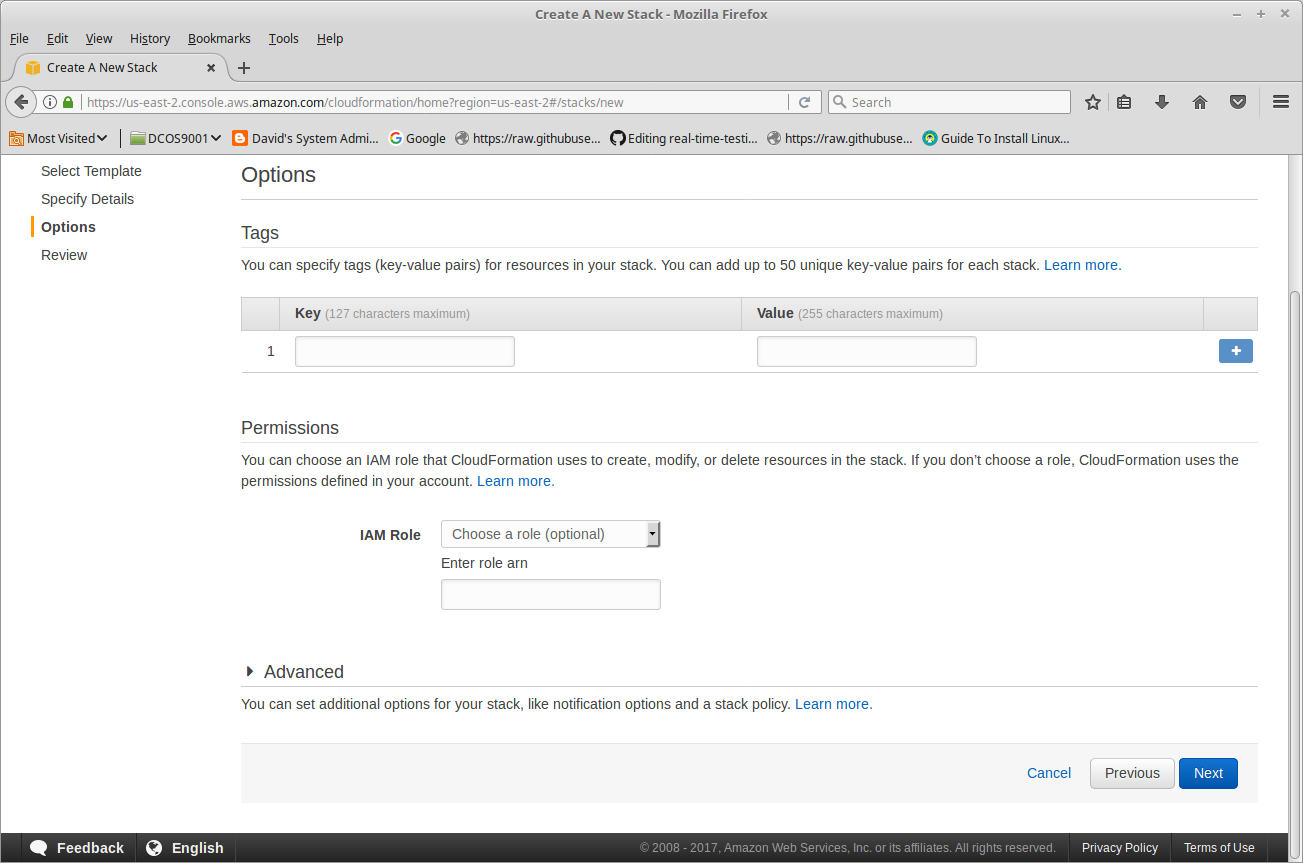 Create A New Stack - Mozilla Firefox
File Edit View History Bookmarks Tools Help
Create A New Stack
https://us-east-2.console.aws.amazon.com/cloudformation/home?region=us-east-2#/stacks/new
Search
Most Visited DCOS9001 David's System Admi... Google https://raw.githubuse... Editing real-time-testi... https://raw.githubuse... Guide To Install Linux...
Select Template
Specify Details
Options
Review
Options
Tags
You can specify tags (key-value pairs) for resources in your stack. You can add up to 50 unique key-value pairs for each stack. Learn more.
Key (127 characters maximum) Value (255 characters maximum)
1
Permissions
You can choose an IAM role that CloudFormation uses to create, modify, or delete resources in the stack. If you don’t choose a role, CloudFormation uses the
permissions defined in your account. Learn more.
IAM Role Choose a role (optional)
Enter role arn
Advanced
You can set additional options for your stack, like notification options and a stack policy. Learn more.
Cancel Previous Next
Feedback English © 2008 - 2017, Amazon Web Services, Inc. or its affiliates. All rights reserved. Privacy Policy Terms of Use